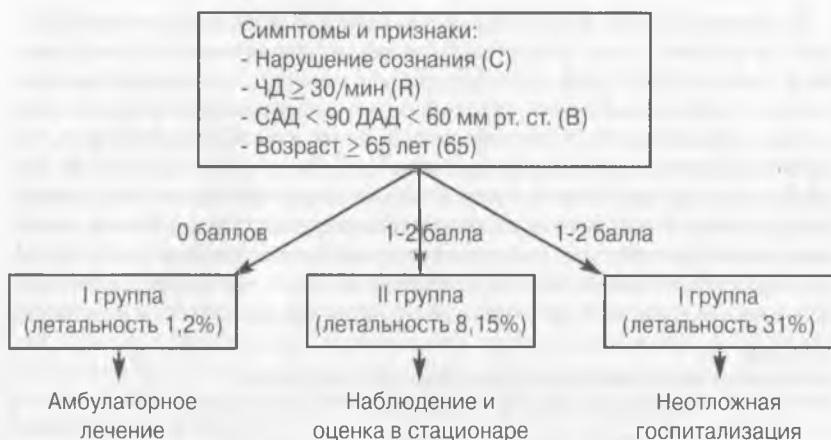 Симптомы и признаки:
- Нарушение сознания (С)
- ЧД ≥ 30/мин (R)
- САД < 90 ДАД < 60 мм рт. ст. (В)
- Возраст ≥ 65 лет (65)
0 баллов
1-2 балла
1-2 балла
I группа
(летальность 1,2%)
II группа
(летальность 8,15%)
I группа
(летальность 31%)
Амбулаторное
лечение
Наблюдение и
оценка в стационаре
Неотложная
госпитализация